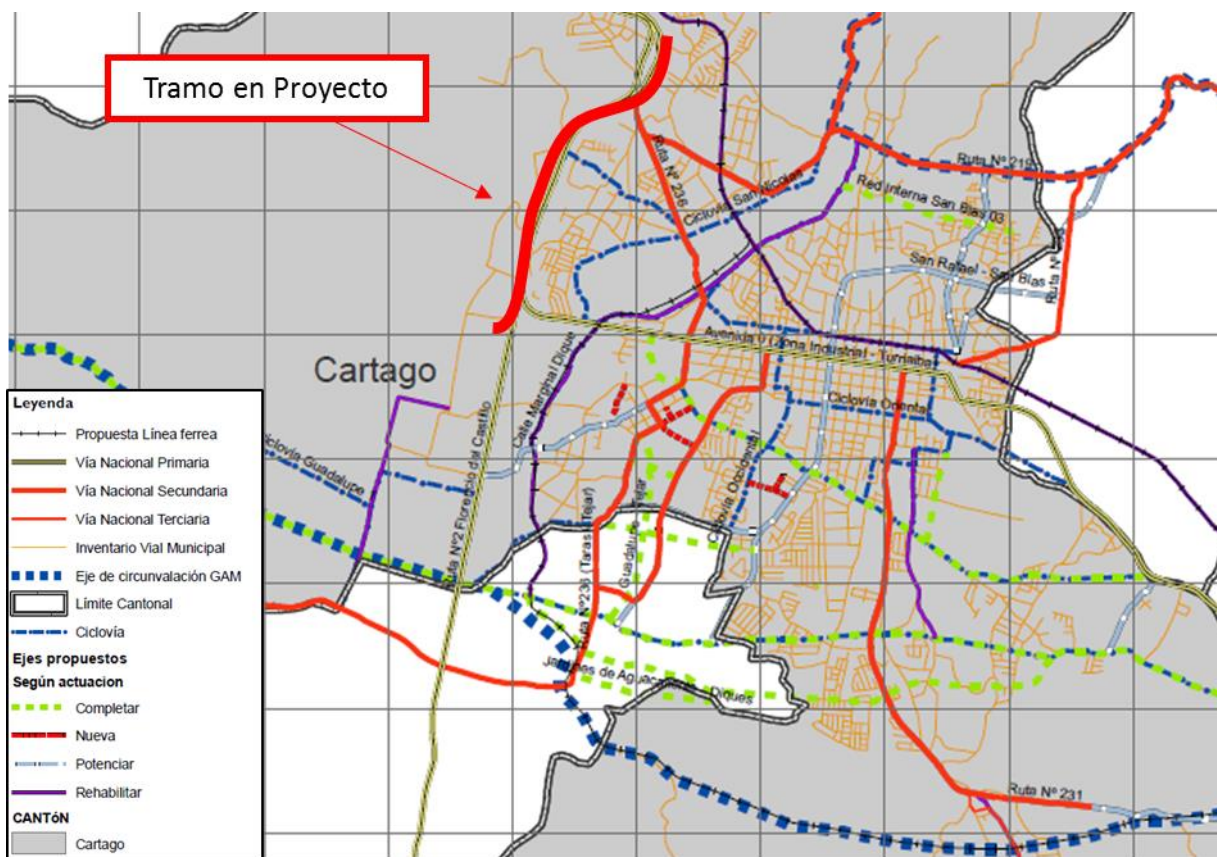 Tramo en Proyecto
Ruta Nº 219
Ruta Nº 236
Ciclovía San Nicolas
Red Interna San Blas 03
San Rafael - San Blas
Ruta Nº
Avenida 0 (Zona Industrial - Turrialba
Cartago
Calle Marginal Dique
Ciclovía Oriental
Ciclovía Guadalupe
Ruta Nº2 Florencio del Castillo
Ciclovía Occidental
Guadalupe - Tejar
Ruta Nº236 (Taras - Tejar)
Jardines de Aguacaliente - Diques
Ruta Nº 231
Leyenda
Propuesta Línea ferrea
Vía Nacional Primaria
Vía Nacional Secundaria
Vía Nacional Terciaria
Inventario Vial Municipal
Eje de circunvalación GAM
Límite Cantonal
Ciclovía
Ejes propuestos
Según actuacion
Completar
Nueva
Potenciar
Rehabilitar
CANTóN
Cartago